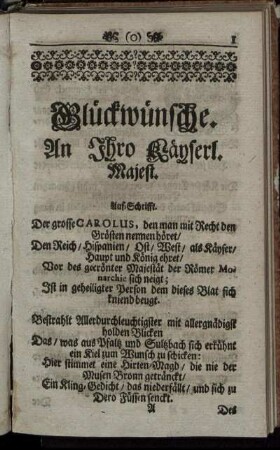 (0) 1
Glückwünsche.
An Ihro Käyserl.
Majest.
Auf-Schrifft.
Der grosse CAROLUS, den man mit Recht den
Grösten nennen höret/
Den Reich/ Hispanien/ Ost/ West/ als Käyser/
Haupt und König ehret/
Vor des gecrönter Majestät der Römer Mo-
narchie sich neigt;
Ist in geheiligter Person dem dieses Blat sich
kniend beugt.
Bestrahlt Allerdurchleuchtigster mit allergnädigst
holden Blicken
Das/ was aus Pfaltz und Sultzbach sich erkühnt
ein Kiel zum Wunsch zu schicken:
Hier stimmet eine Hirten-Magd/ die nie der
Musen Bronn geträncket/
Ein Kling-Gedicht/ das niederfällt/ und sich zu
Dero Füssen senckt.
A Des